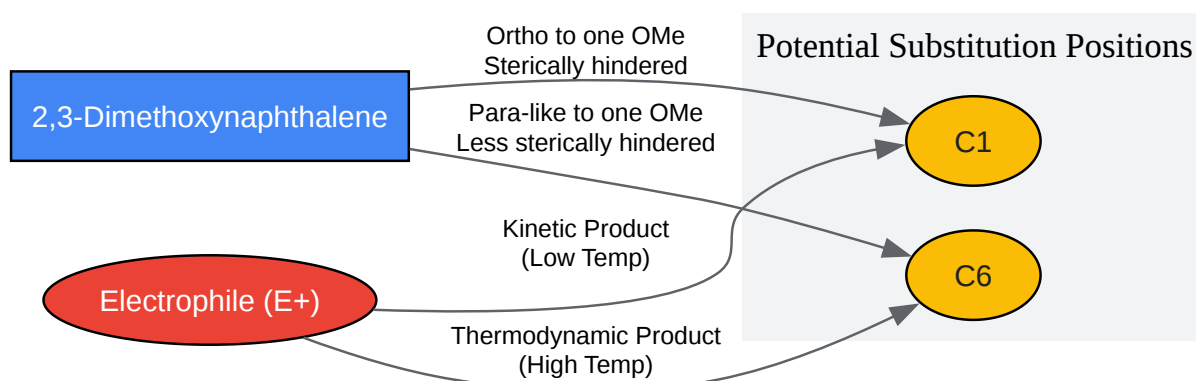 Ortho to one OMe
Sterically hindered
Potential Substitution Positions
2,3-Dimethoxynaphthalene
Para-like to one OMe
Less sterically hindered
C1
Kinetic Product
(Low Temp)
C6
Electrophile (E+)
Thermodynamic Product
(High Temp)